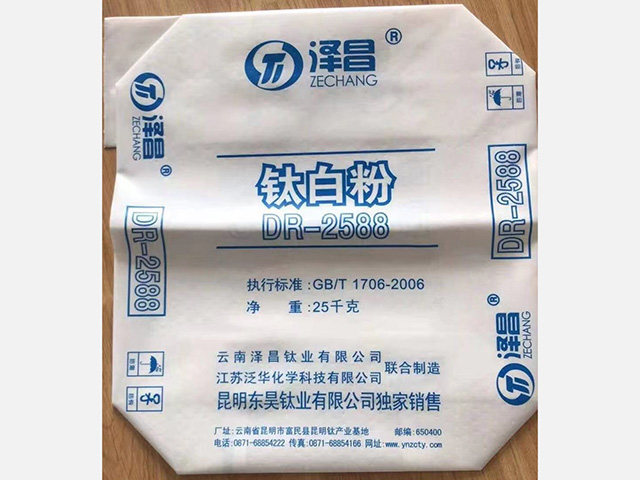 Ti 泽昌®
ZECHANG
Ti 泽昌®
ZECHANG
钛白粉
DR-2588
DR-2588
DR-2588
执行标准:GB/T 1706-2006
净 重:25千克
云南泽昌钛业有限公司
江苏泛华化学科技有限公司
联合制造
昆明东昊钛业有限公司独家销售
Ti 泽昌®
ZECHANG
厂址:云南省昆明市富民县昆明钛产业基地 邮编:650400
电话:0871-68854222 传真:0871-68854166 网址:www.ynzcty.com